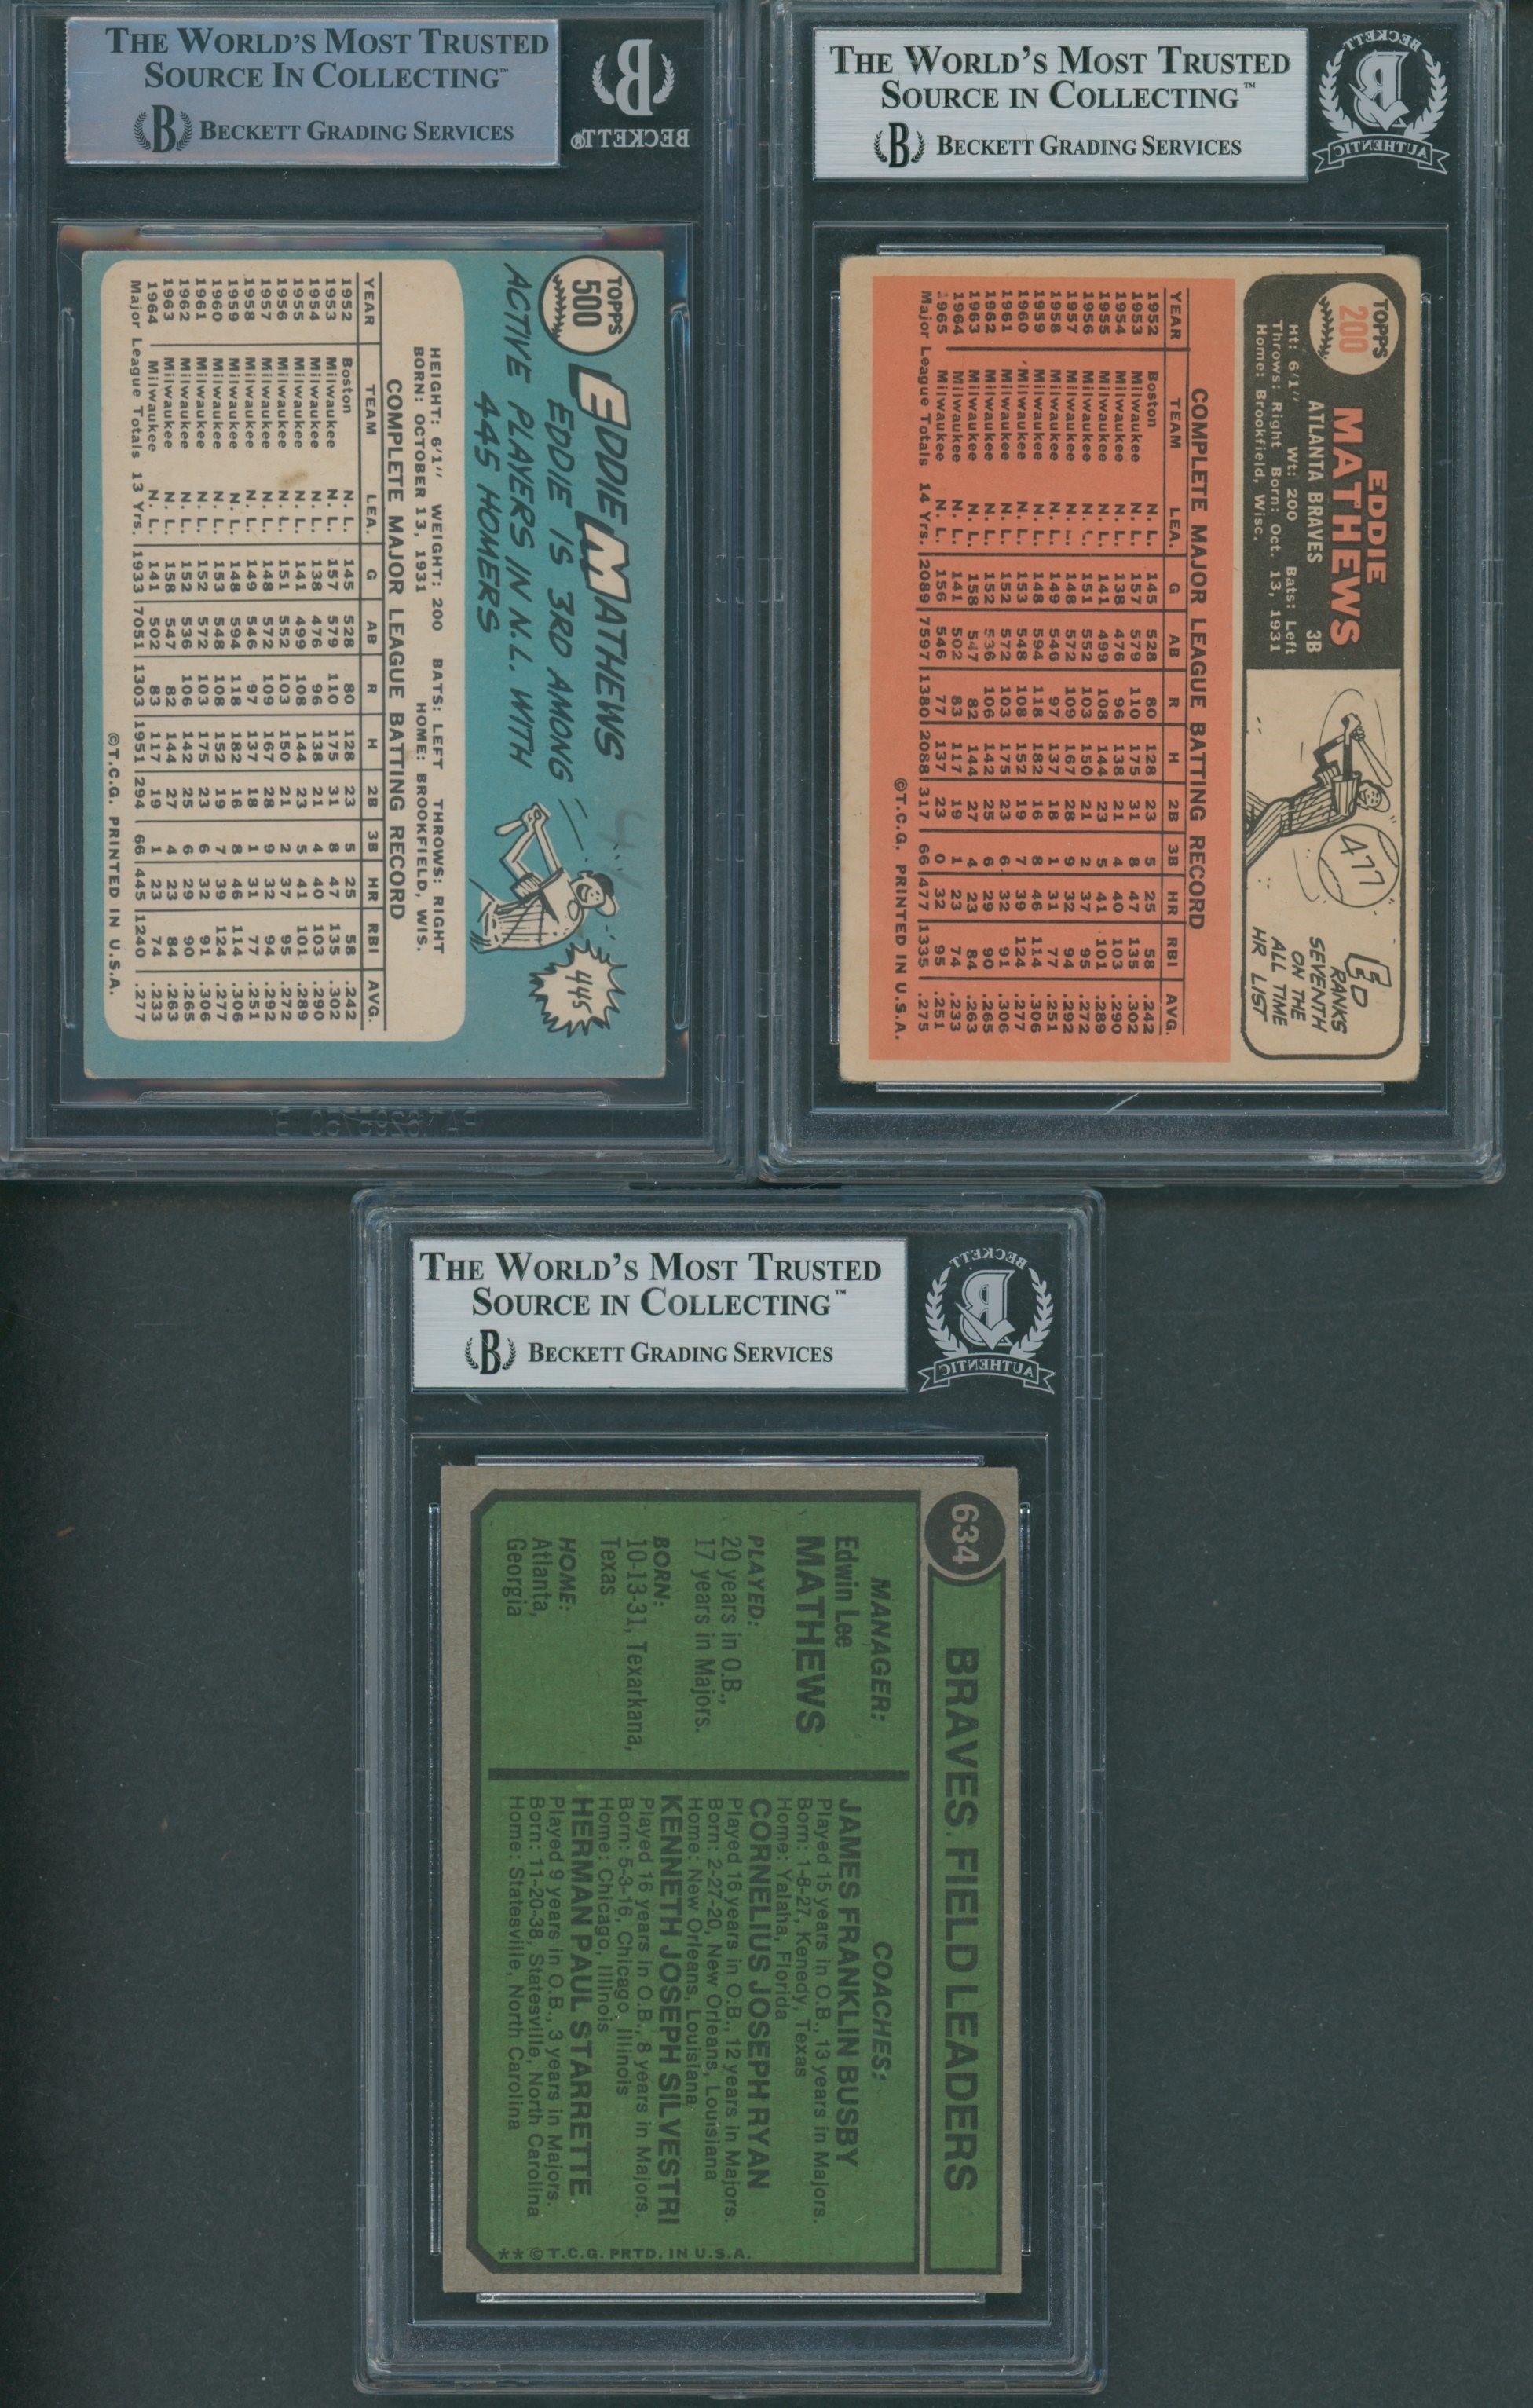 THE WORLD'S MOST TRUSTED
SOURCE IN COLLECTING™
B BECKETT GRADING SERVICES
B
BECKETT®
TOPPS
500
EDDIE MATHEWS
EDDIE IS 3RD AMONG
ACTIVE PLAYERS IN N.L. WITH
445 HOMERS
445
HEIGHT: 6'1" WEIGHT: 200 BATS: LEFT THROWS: RIGHT
BORN: OCTOBER 13, 1931 HOME: BROOKFIELD, WIS.
COMPLETE MAJOR LEAGUE BATTING RECORD
YEAR TEAM LEA. G AB R H 2B 3B HR RBI AVG.
1952 Boston N. L. 145 528 80 128 23 5 25 58 .242
1953 Milwaukee N. L. 157 579 110 175 31 8 47 135 .302
1954 Milwaukee N. L. 138 476 96 138 21 4 40 103 .290
1955 Milwaukee N. L. 141 499 108 144 23 5 41 101 .289
1956 Milwaukee N. L. 151 552 103 150 21 2 37 95 .272
1957 Milwaukee N. L. 148 572 109 167 28 9 32 94 .292
1958 Milwaukee N. L. 149 546 97 137 18 1 31 77 .251
1959 Milwaukee N. L. 148 594 118 182 16 8 46 114 .306
1960 Milwaukee N. L. 153 548 108 152 19 7 39 124 .277
1961 Milwaukee N. L. 152 572 103 175 23 6 32 91 .306
1962 Milwaukee N. L. 152 536 106 142 25 6 29 90 .265
1963 Milwaukee N. L. 158 547 82 144 27 4 23 84 .263
1964 Milwaukee N. L. 141 502 83 117 19 1 23 74 .233
Major League Totals 13 Yrs. 1933 7051 1303 1951 294 66 445 1240 .277
©T.C.G. PRINTED IN U.S.A.
THE WORLD'S MOST TRUSTED
SOURCE IN COLLECTING™
B BECKETT GRADING SERVICES
BECKETT
B
AUTHENTIC
TOPPS
200
EDDIE
MATHEWS
ATLANTA BRAVES 3B
Ht: 6'1" Wt: 200 Bats: Left
Throws: Right Born: Oct. 13, 1931
Home: Brookfield, Wisc.
477
ED
RANKS
SEVENTH
ON THE
ALL TIME
HR LIST
COMPLETE MAJOR LEAGUE BATTING RECORD
YEAR TEAM LEA. G AB R H 2B 3B HR RBI AVG.
1952 Boston N. L. 145 528 80 128 23 5 25 58 .242
1953 Milwaukee N. L. 157 579 110 175 31 8 47 135 .302
1954 Milwaukee N. L. 138 476 96 138 21 4 40 103 .290
1955 Milwaukee N. L. 141 499 108 144 23 5 41 101 .289
1956 Milwaukee N. L. 151 552 103 150 21 2 37 95 .272
1957 Milwaukee N. L. 148 572 109 167 28 9 32 94 .292
1958 Milwaukee N. L. 149 546 97 137 18 1 31 77 .251
1959 Milwaukee N. L. 148 594 118 182 16 8 46 114 .306
1960 Milwaukee N. L. 153 548 108 152 19 7 39 124 .277
1961 Milwaukee N. L. 152 572 103 175 23 6 32 91 .306
1962 Milwaukee N. L. 152 536 106 142 25 6 29 90 .265
1963 Milwaukee N. L. 158 547 82 144 27 4 23 84 .263
1964 Milwaukee N. L. 141 502 83 117 19 1 23 74 .233
1965 Milwaukee N. L. 156 546 77 137 23 0 32 95 .251
Major League Totals 14 Yrs. 2089 7597 1380 2088 317 66 477 1335 .275
©T.C.G. PRINTED IN U.S.A.
THE WORLD'S MOST TRUSTED
SOURCE IN COLLECTING™
B BECKETT GRADING SERVICES
BECKETT
B
AUTHENTIC
634
BRAVES FIELD LEADERS
MANAGER:
Edwin Lee
MATHEWS
PLAYED:
20 years in O.B.,
17 years in Majors.
BORN:
10-13-31, Texarkana,
Texas
HOME:
Atlanta,
Georgia
COACHES:
JAMES FRANKLIN BUSBY
Played 15 years in O.B., 13 years in Majors.
Born: 1-8-27, Kenedy, Texas
Home: Yalaha, Florida
CORNELIUS JOSEPH RYAN
Played 16 years in O.B., 12 years in Majors.
Born: 2-27-20, New Orleans, Louisiana
Home: New Orleans, Louisiana
KENNETH JOSEPH SILVESTRI
Played 16 years in O.B., 8 years in Majors.
Born: 5-3-16, Chicago, Illinois
Home: Chicago, Illinois
HERMAN PAUL STARRETTE
Played 9 years in O.B., 3 years in Majors.
Born: 11-20-38, Statesville, North Carolina
Home: Statesville, North Carolina
**© T.C.G. PRTD. IN U.S.A.